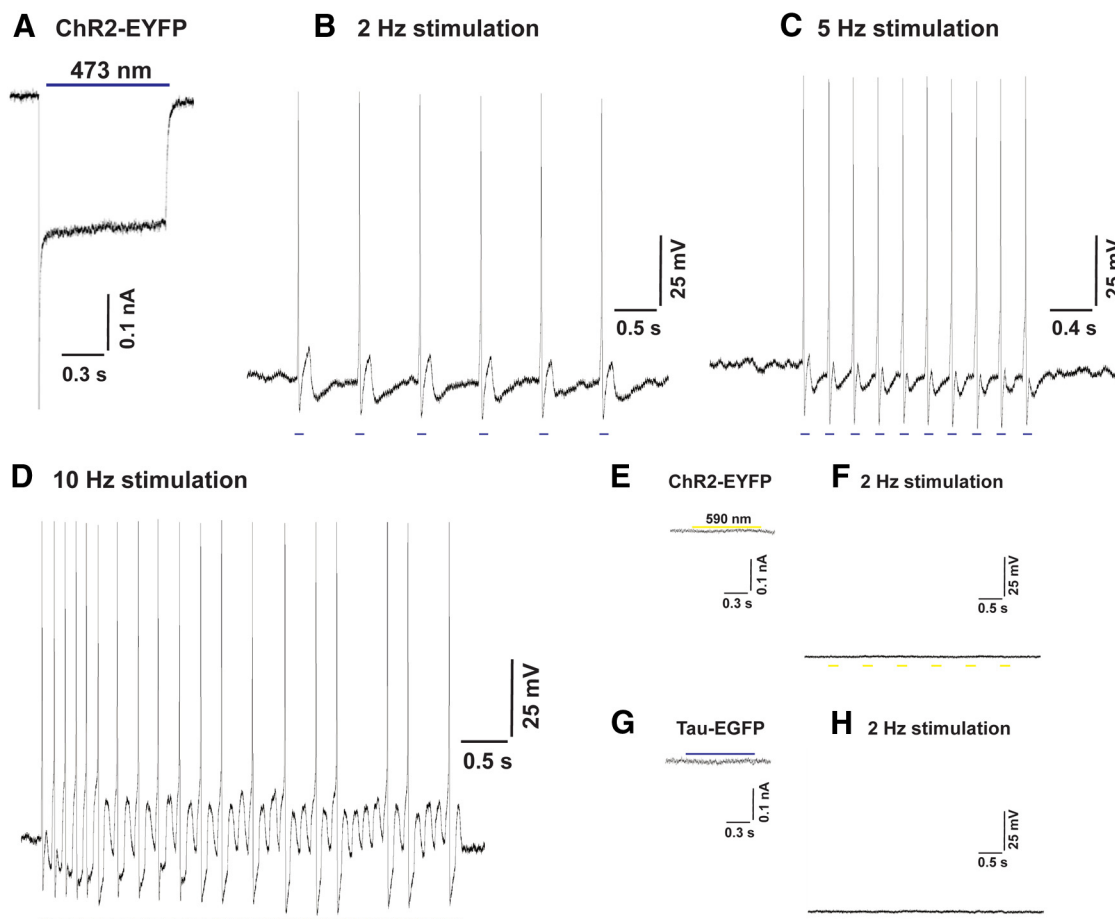 A ChR2-EYFP
473 nm
0.1 nA
0.3 s
B 2 Hz stimulation
25 mV
0.5 s
C 5 Hz stimulation
25 mV
0.4 s
D 10 Hz stimulation
25 mV
0.5 s
E ChR2-EYFP
590 nm
0.1 nA
0.3 s
F 2 Hz stimulation
25 mV
0.5 s
G Tau-EGFP
0.1 nA
0.3 s
H 2 Hz stimulation
25 mV
0.5 s